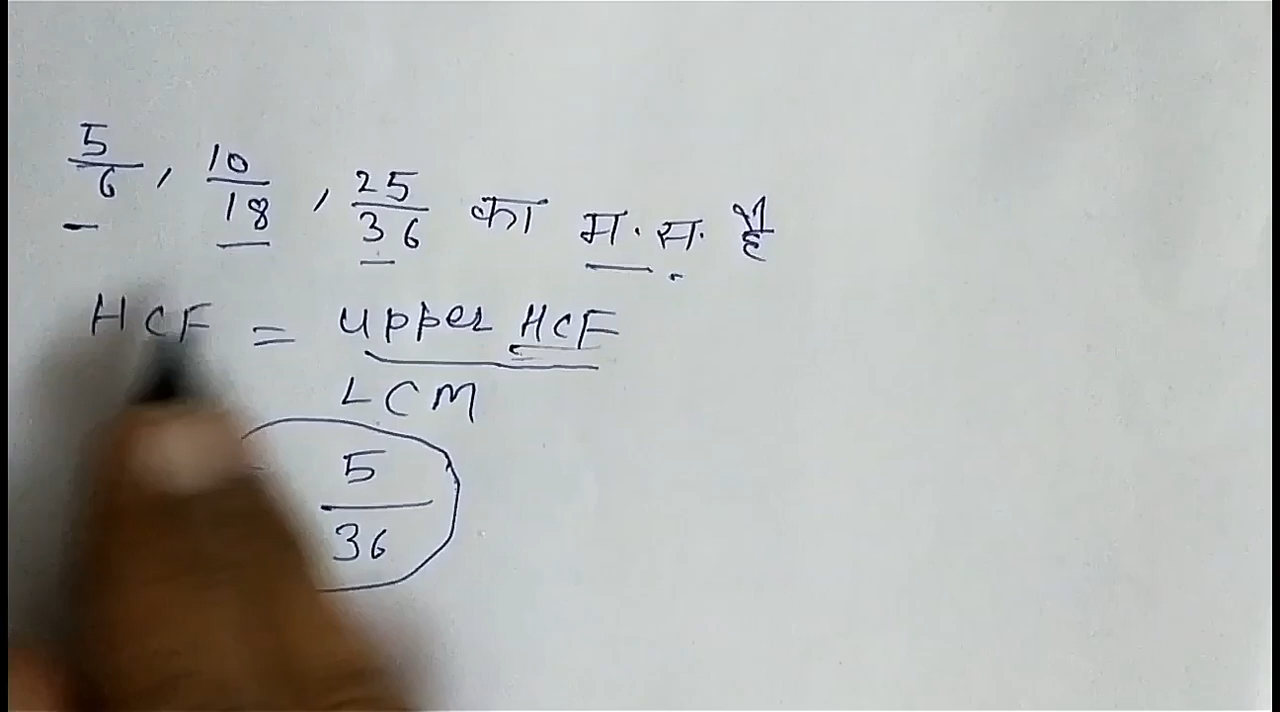 5/6 , 10/18 , 25/36 का म. स. है
HCF = upper HCF
LCM
5/36